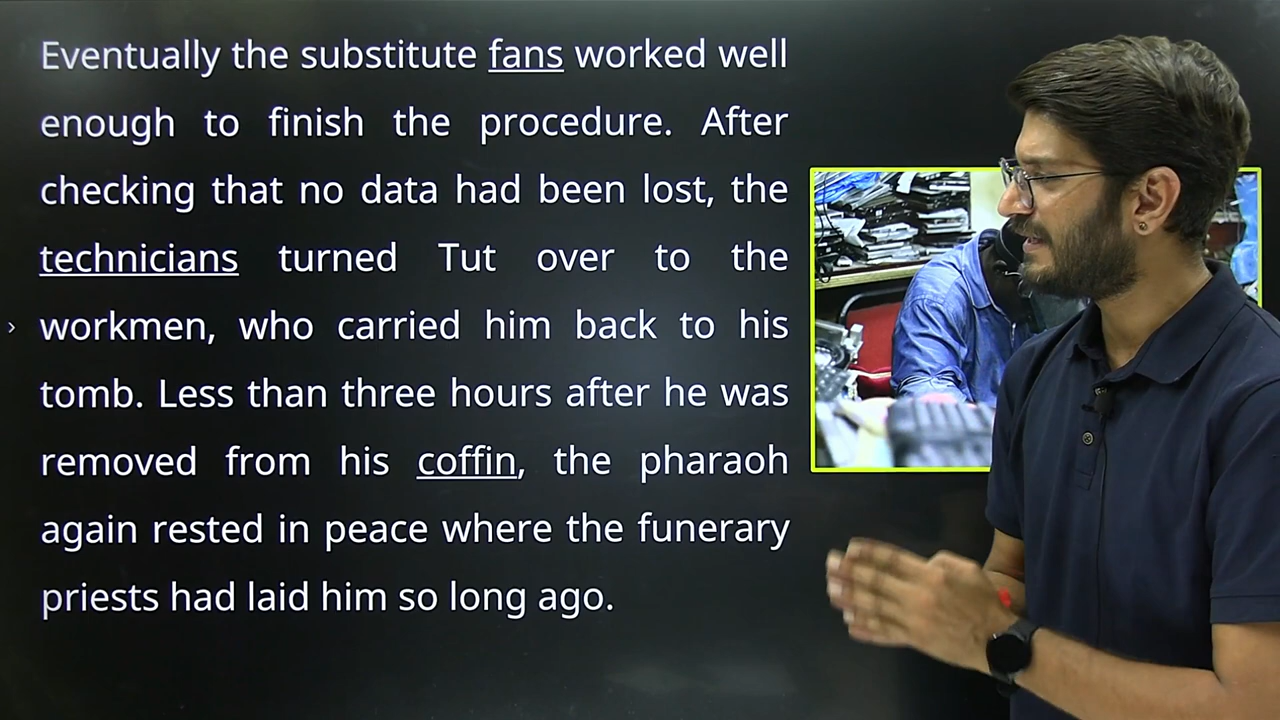 Eventually the substitute fans worked well
enough to finish the procedure. After
checking that no data had been lost, the
technicians turned Tut over to the
workmen, who carried him back to his
tomb. Less than three hours after he was
removed from his coffin, the pharaoh
again rested in peace where the funerary
priests had laid him so long ago.